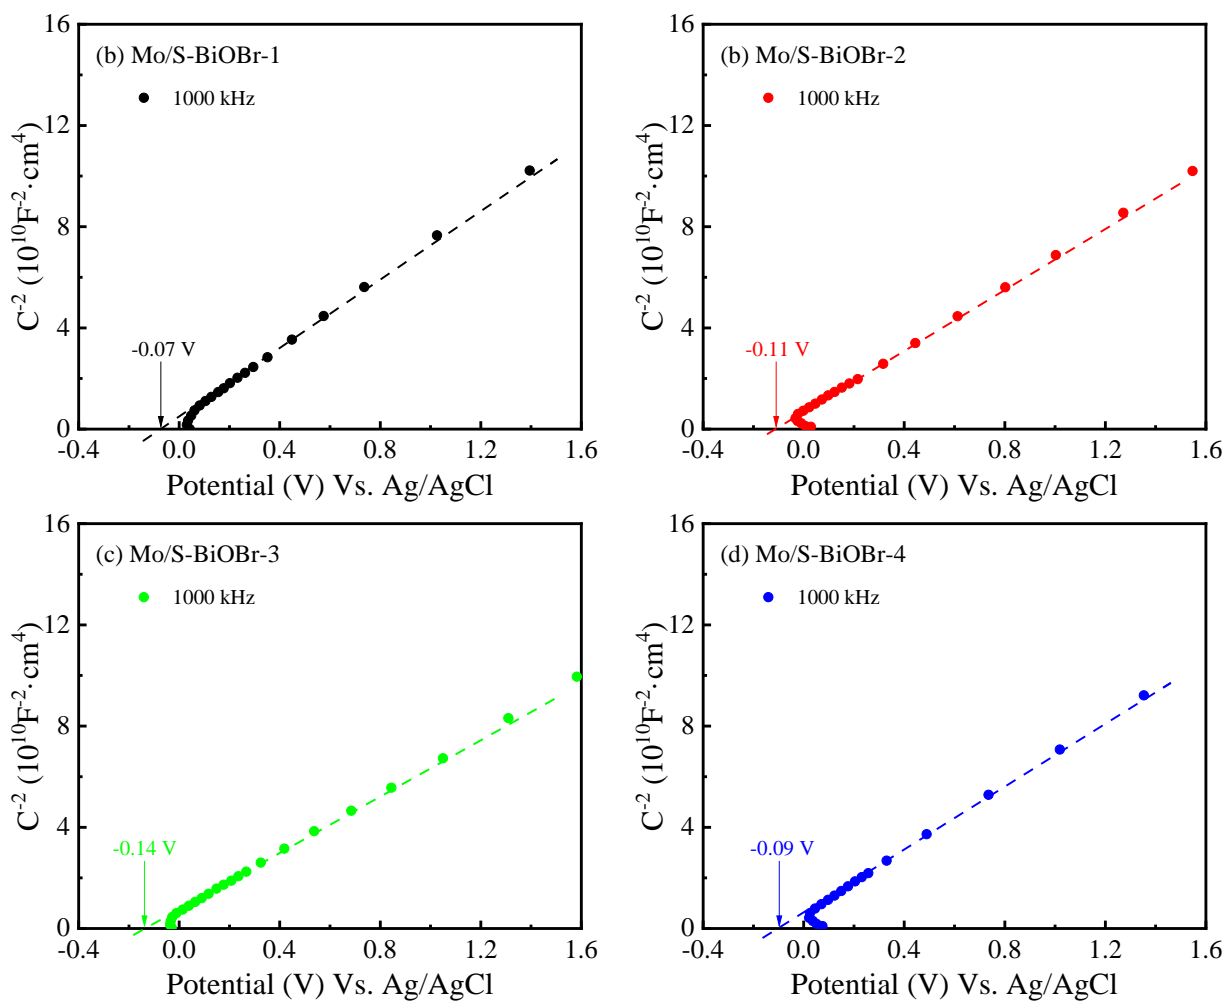 (b) Mo/S-BiOBr-1
1000 kHz
-0.07 V
C⁻² (10¹⁰F⁻²·cm⁴)
16
12
8
4
0
-0.4 0.0 0.4 0.8 1.2 1.6
Potential (V) Vs. Ag/AgCl
(b) Mo/S-BiOBr-2
1000 kHz
-0.11 V
C⁻² (10¹⁰F⁻²·cm⁴)
16
12
8
4
0
-0.4 0.0 0.4 0.8 1.2 1.6
Potential (V) Vs. Ag/AgCl
(c) Mo/S-BiOBr-3
1000 kHz
-0.14 V
C⁻² (10¹⁰F⁻²·cm⁴)
16
12
8
4
0
-0.4 0.0 0.4 0.8 1.2 1.6
Potential (V) Vs. Ag/AgCl
(d) Mo/S-BiOBr-4
1000 kHz
-0.09 V
C⁻² (10¹⁰F⁻²·cm⁴)
16
12
8
4
0
-0.4 0.0 0.4 0.8 1.2 1.6
Potential (V) Vs. Ag/AgCl